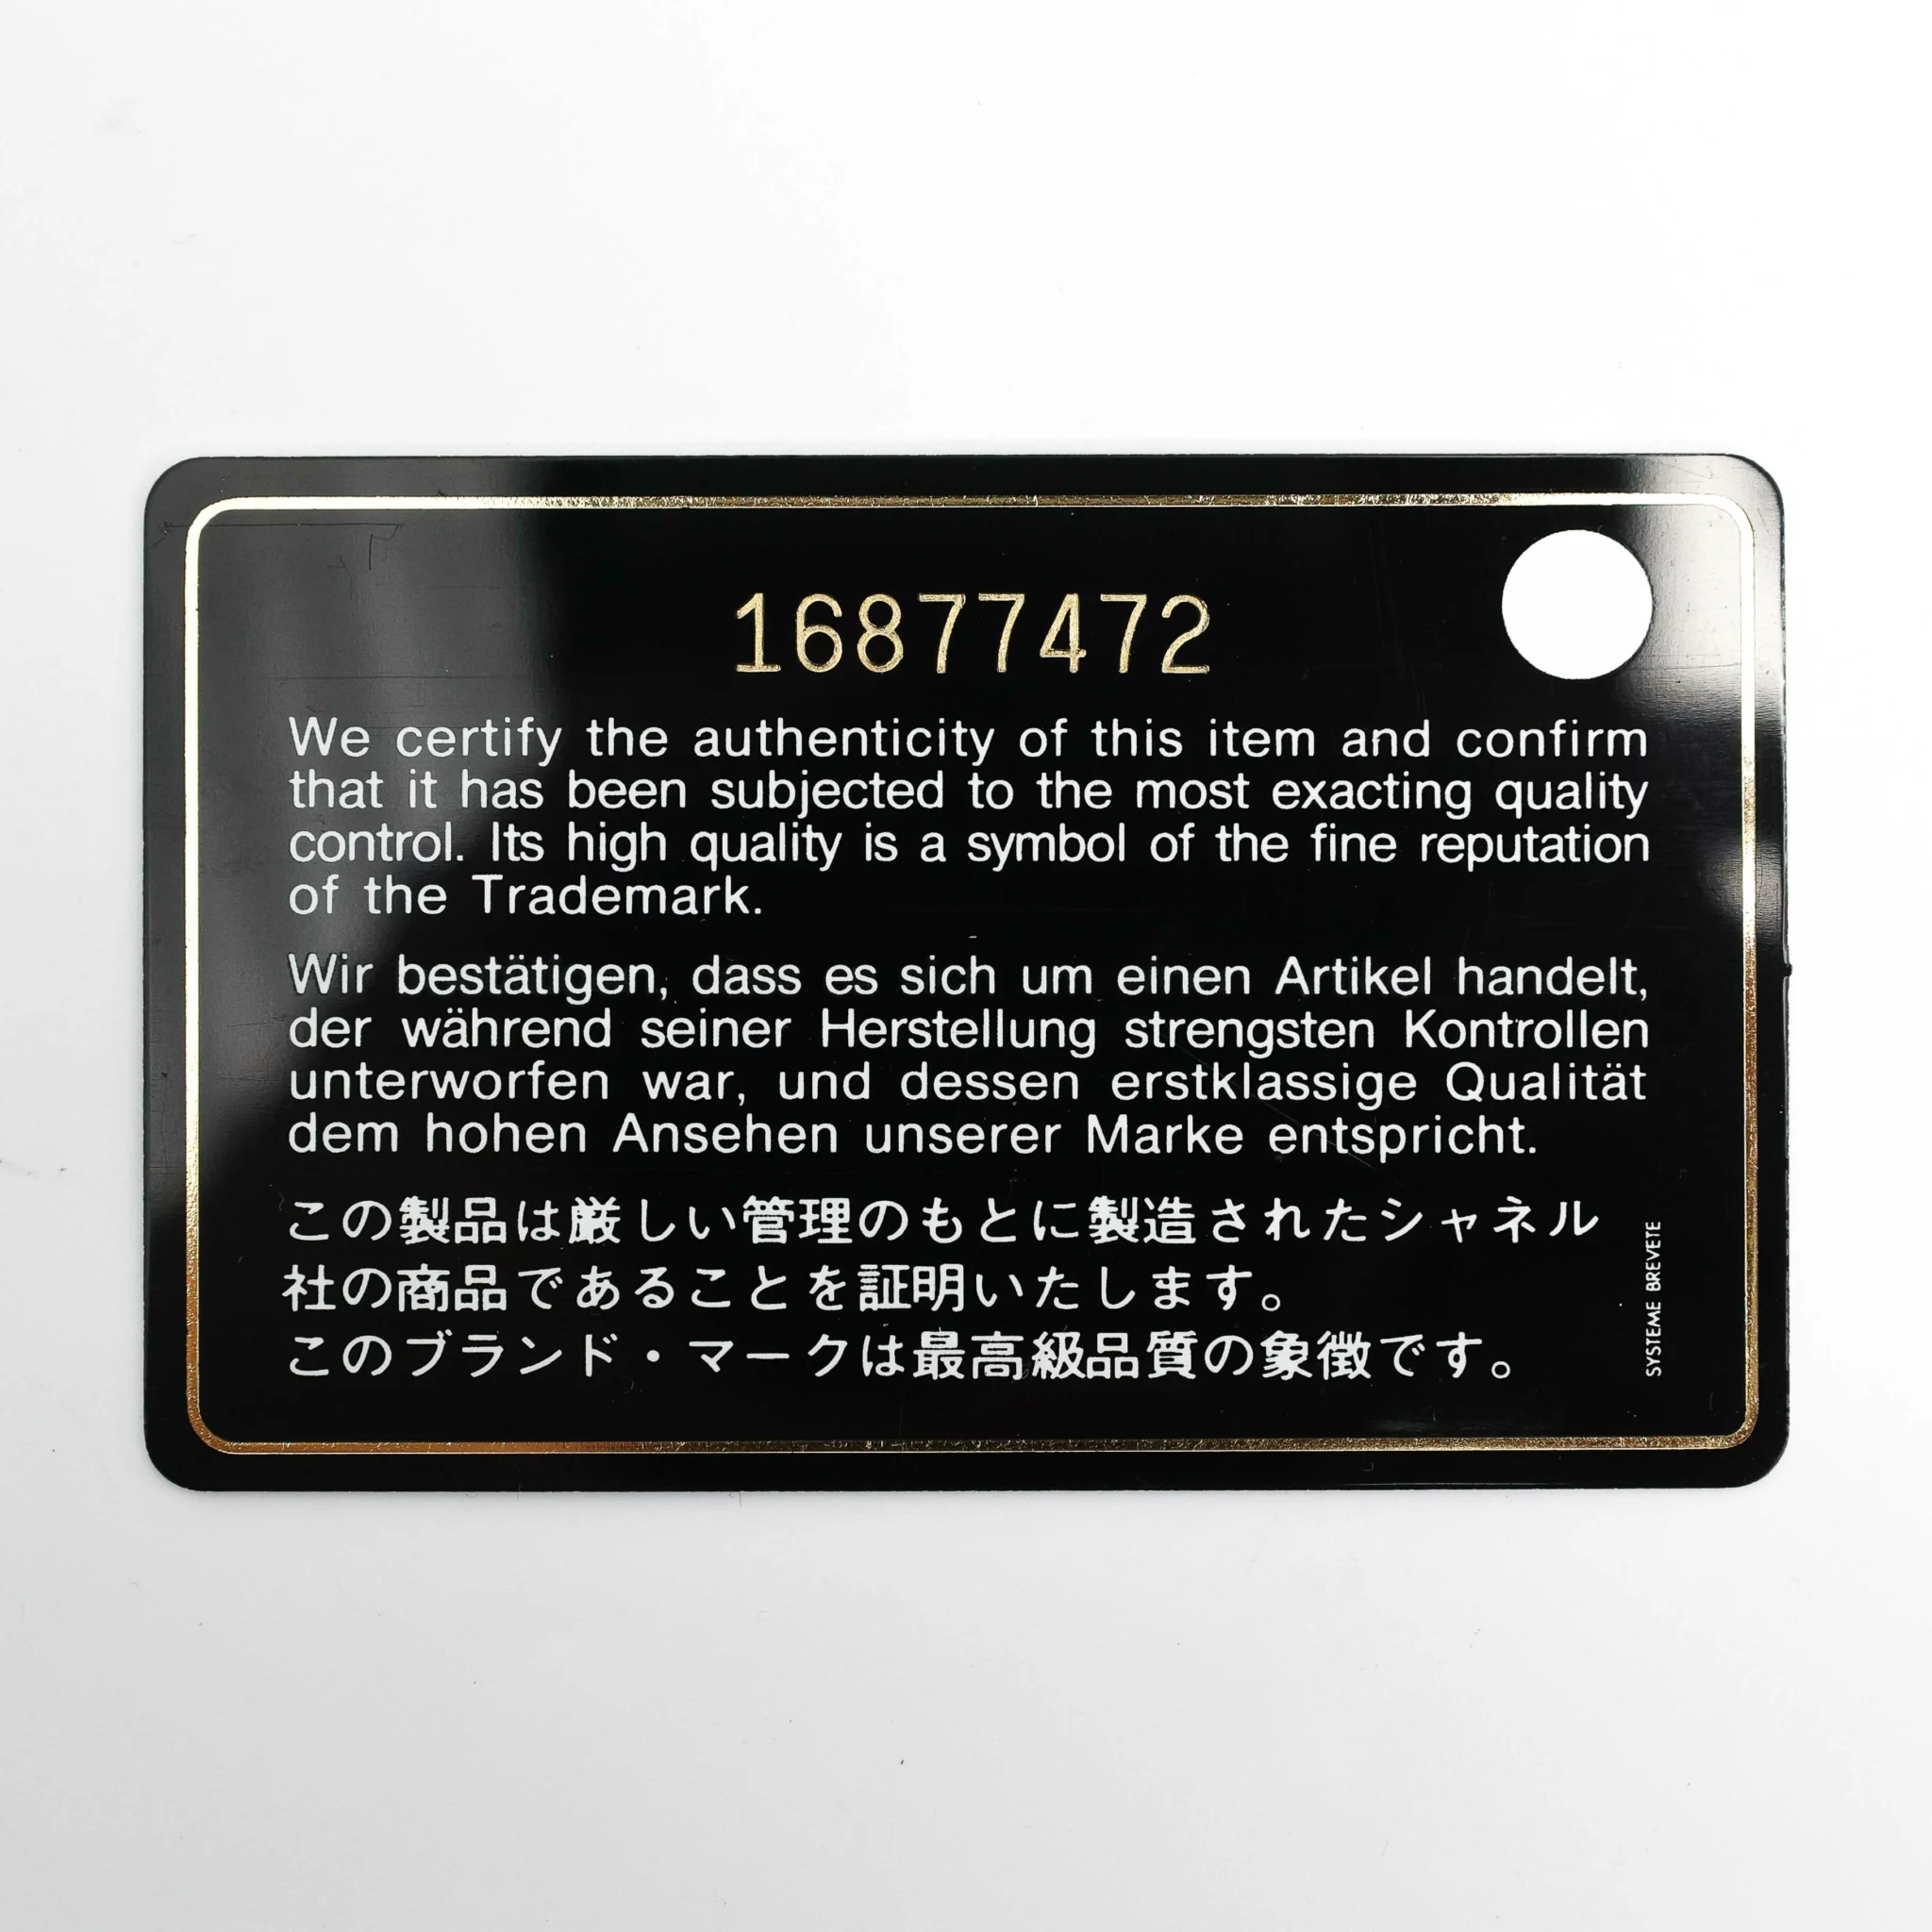 16877472
We certify the authenticity of this item and confirm
that it has been subjected to the most exacting quality
control. Its high quality is a symbol of the fine reputation
of the Trademark.
Wir bestätigen, dass es sich um einen Artikel handelt,
der während seiner Herstellung strengsten Kontrollen
unterworfen war, und dessen erstklassige Qualität
dem hohen Ansehen unserer Marke entspricht.
この製品は厳しい管理のもとに製造されたシャネル
社の商品であることを証明いたします。
このブランド・マークは最高級品質の象徴です。
SYSTEME BREVETE